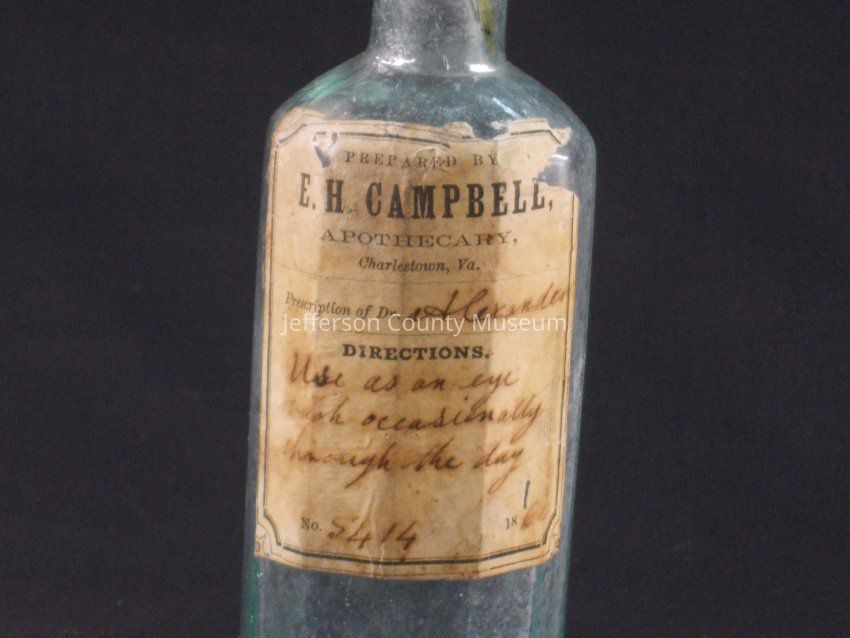 PREPARED BY
E. H. CAMPBELL,
APOTHECARY,
Charlestown, Va.
Prescription of Dr. Alexander
Jefferson County Museum
DIRECTIONS.
Use as an eye
wash occasionally
through the day
No. 5414 18